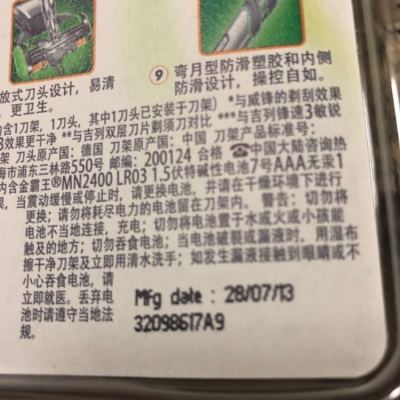 放式刀头设计，易清
，更卫生。
9 弯月型防滑塑胶和内侧
防滑设计，操控自如。
含1刀架，1刀头，其中1刀头已安装于刀架) *与威锋的剃刮效果
效果更干净 **与吉列双层刀片剃须刀对比 ***与吉列锋速3敏锐
架 刀头原产国：德国 刀架原产国：中国 刀架产品标准号：
海市浦东三林路550号 邮编：200124 合格 ☎中国大陆咨询热
内含金霸王®MN2400 LR03 1.5伏特碱性电池7号AAA无汞1
，当震动缓慢或停止时，请更换电池，并请在干燥环境下进行
更换；请勿将耗尽电力的电池留在刀架内。 警告：切勿将
电池不当地连接，充电；切勿将电池置于水或火或小孩能
触及的地方；切勿吞食电池；当电池破裂或漏液时，用湿布
擦干净刀架及立即用清水洗手；如发生漏液接触到眼睛或不
小心吞食电池，请
立即就医。丢弃电
池时请遵守当地法
规。
Mfg date : 28/07/13
32098617A9